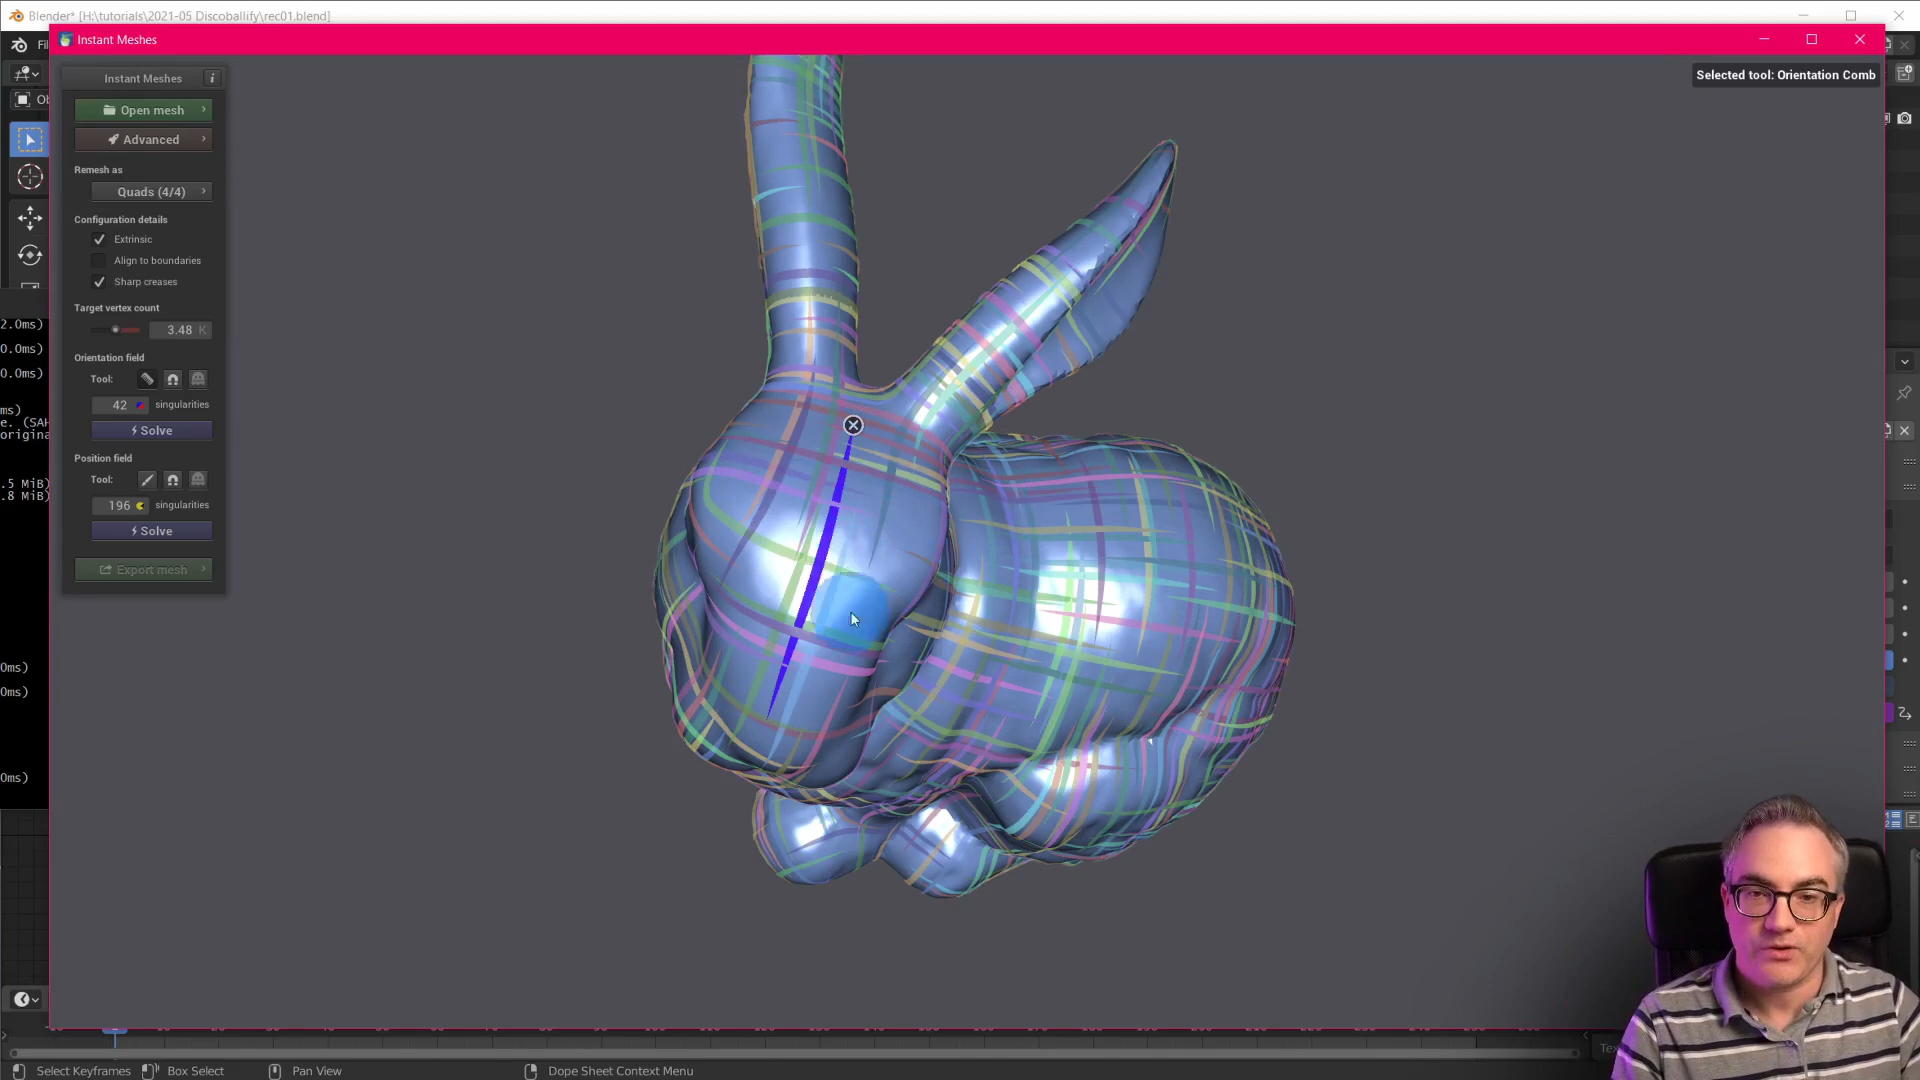 Blender* [H:\tutorials\2021-05 Discoballify\rec01.blend]
Instant Meshes
Selected tool: Orientation Comb
Instant Meshes
i
Open mesh
Advanced
Remesh as
Quads (4/4)
Configuration details
Extrinsic
Align to boundaries
Sharp creases
Target vertex count
3.48 K
Orientation field
Tool:
42 singularities
Solve
Position field
Tool:
196 singularities
Solve
Export mesh
2.0ms)
0.0ms)
0.0ms)
ms)
e. (SAH
origina
.5 MiB)
.8 MiB)
0ms)
0ms)
0ms)
Select Keyframes
Box Select
Pan View
Dope Sheet Context Menu